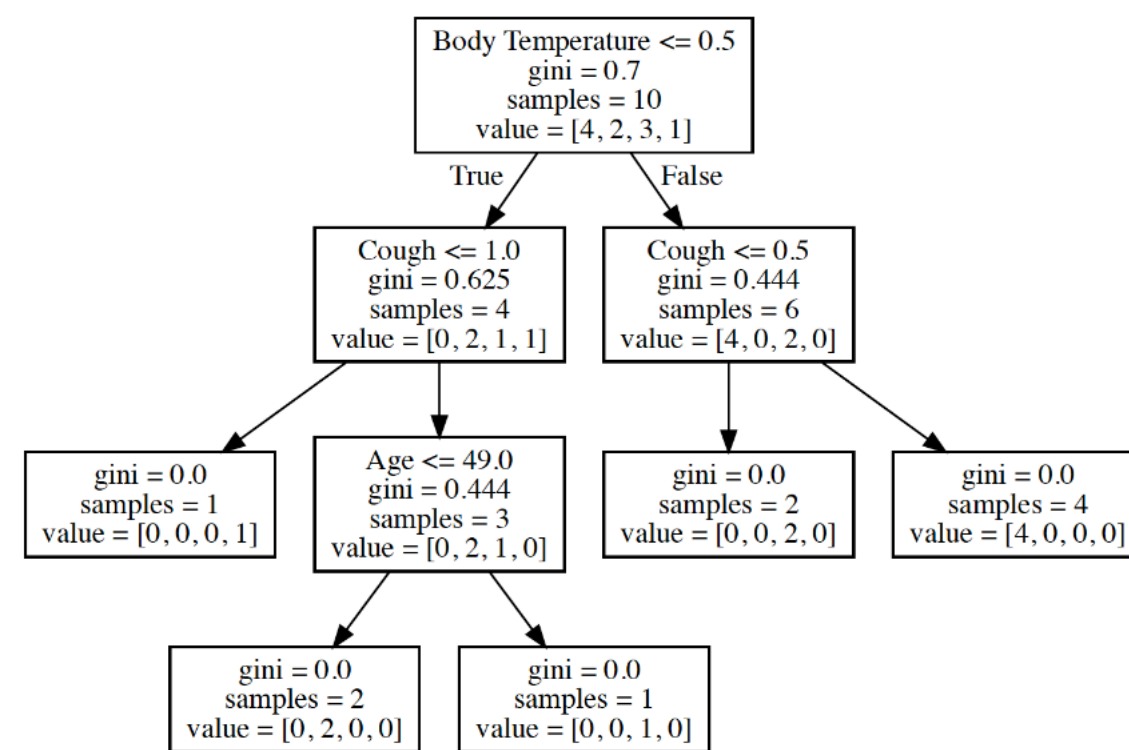 Body Temperature <= 0.5
gini = 0.7
samples = 10
value = [4, 2, 3, 1]
True
False
Cough <= 1.0
gini = 0.625
samples = 4
value = [0, 2, 1, 1]
Cough <= 0.5
gini = 0.444
samples = 6
value = [4, 0, 2, 0]
gini = 0.0
samples = 1
value = [0, 0, 0, 1]
Age <= 49.0
gini = 0.444
samples = 3
value = [0, 2, 1, 0]
gini = 0.0
samples = 2
value = [0, 0, 2, 0]
gini = 0.0
samples = 4
value = [4, 0, 0, 0]
gini = 0.0
samples = 2
value = [0, 2, 0, 0]
gini = 0.0
samples = 1
value = [0, 0, 1, 0]